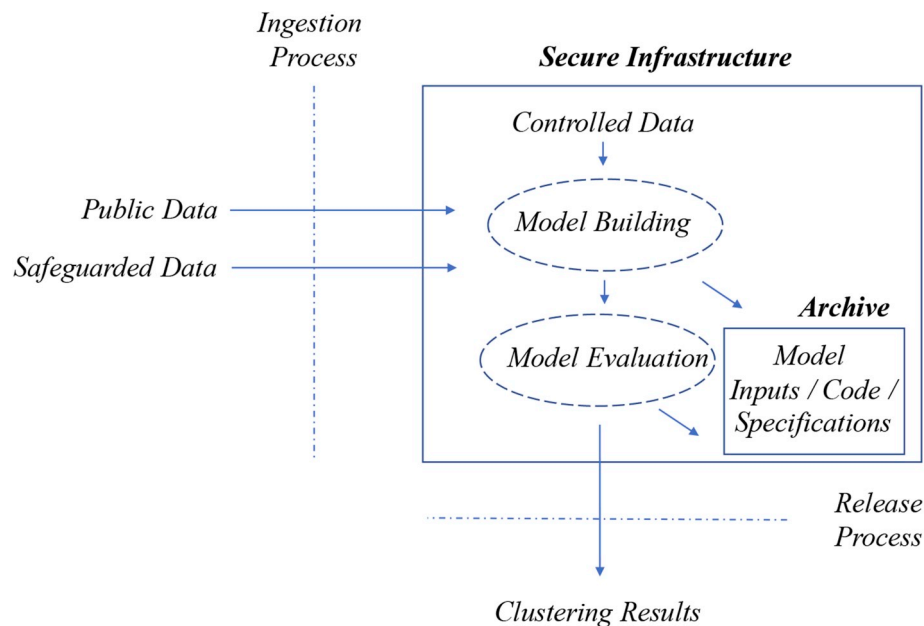 Ingestion
Process
Secure Infrastructure
Controlled Data
Public Data
Model Building
Safeguarded Data
Archive
Model Evaluation
Model
Inputs / Code /
Specifications
Release
Process
Clustering Results